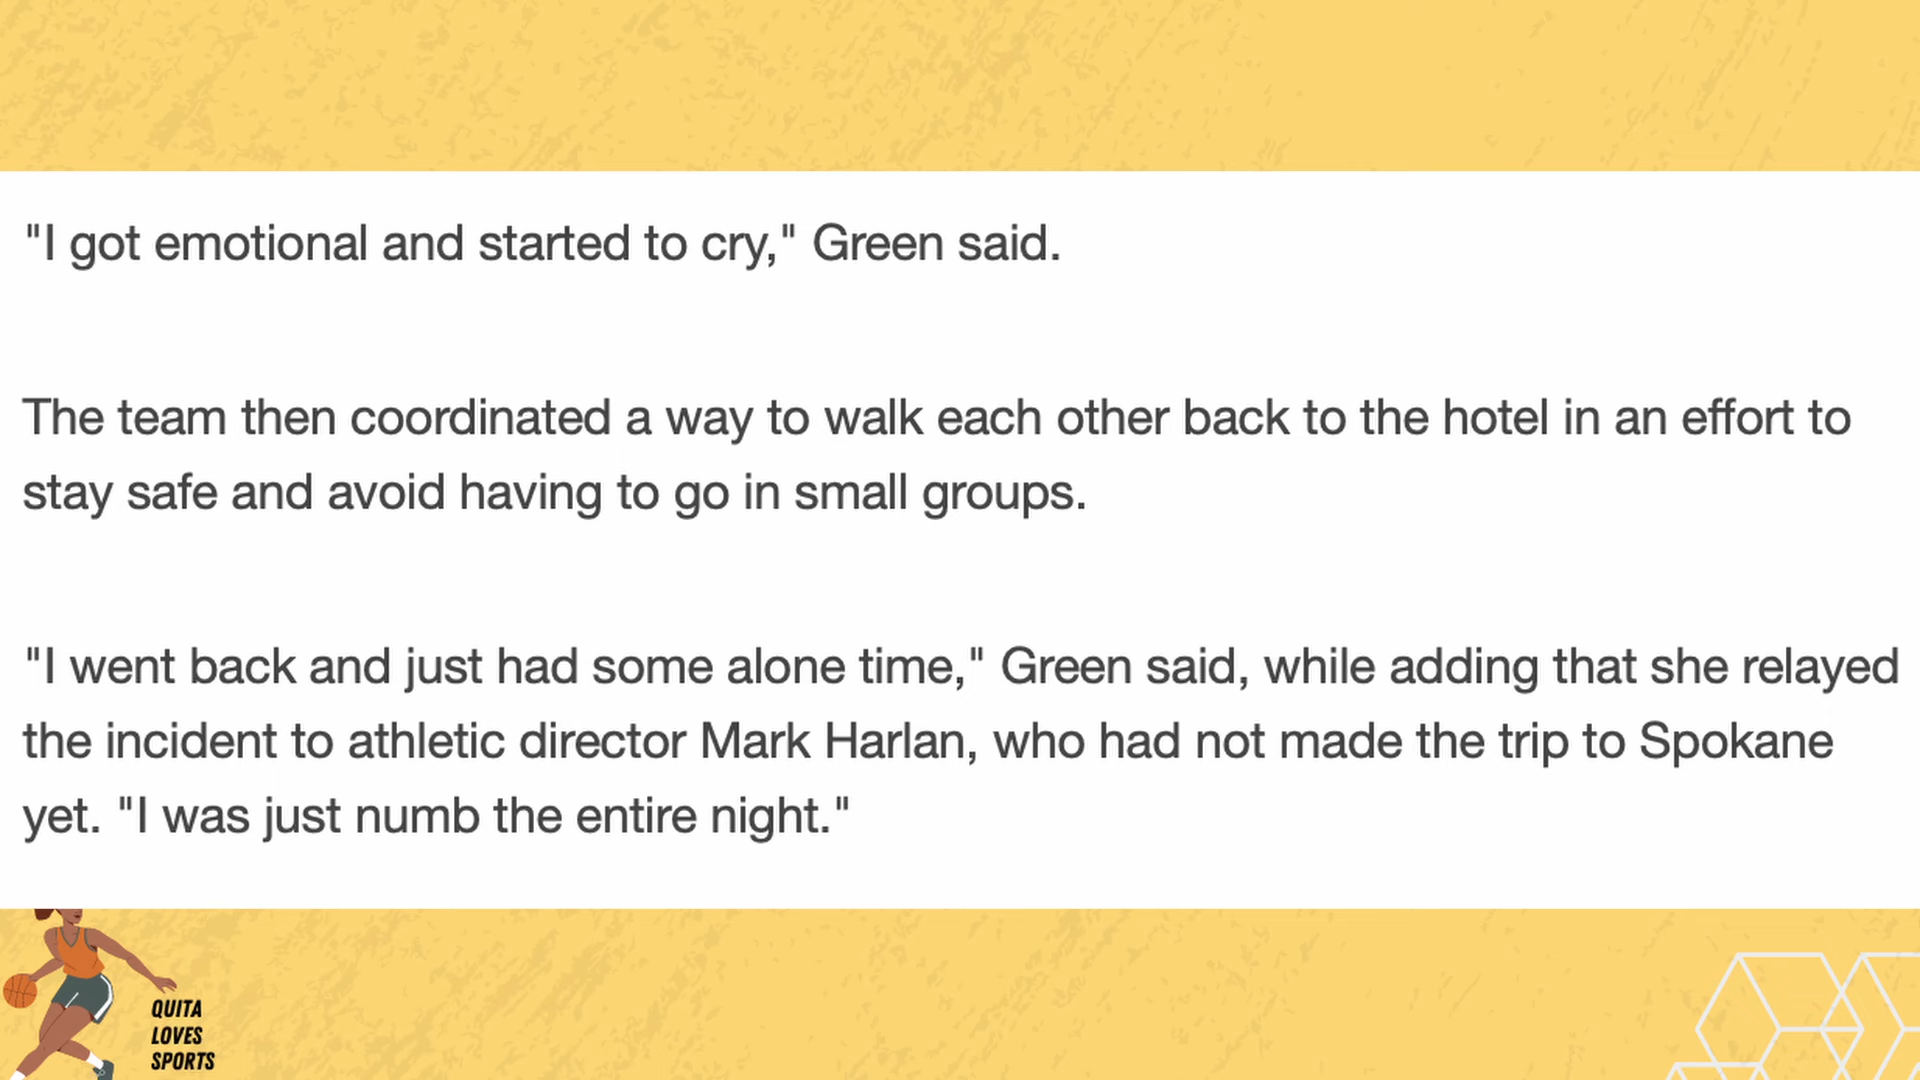 "I got emotional and started to cry," Green said.
The team then coordinated a way to walk each other back to the hotel in an effort to
stay safe and avoid having to go in small groups.
"I went back and just had some alone time," Green said, while adding that she relayed
the incident to athletic director Mark Harlan, who had not made the trip to Spokane
yet. "I was just numb the entire night."
QUITA
LOVES
SPORTS